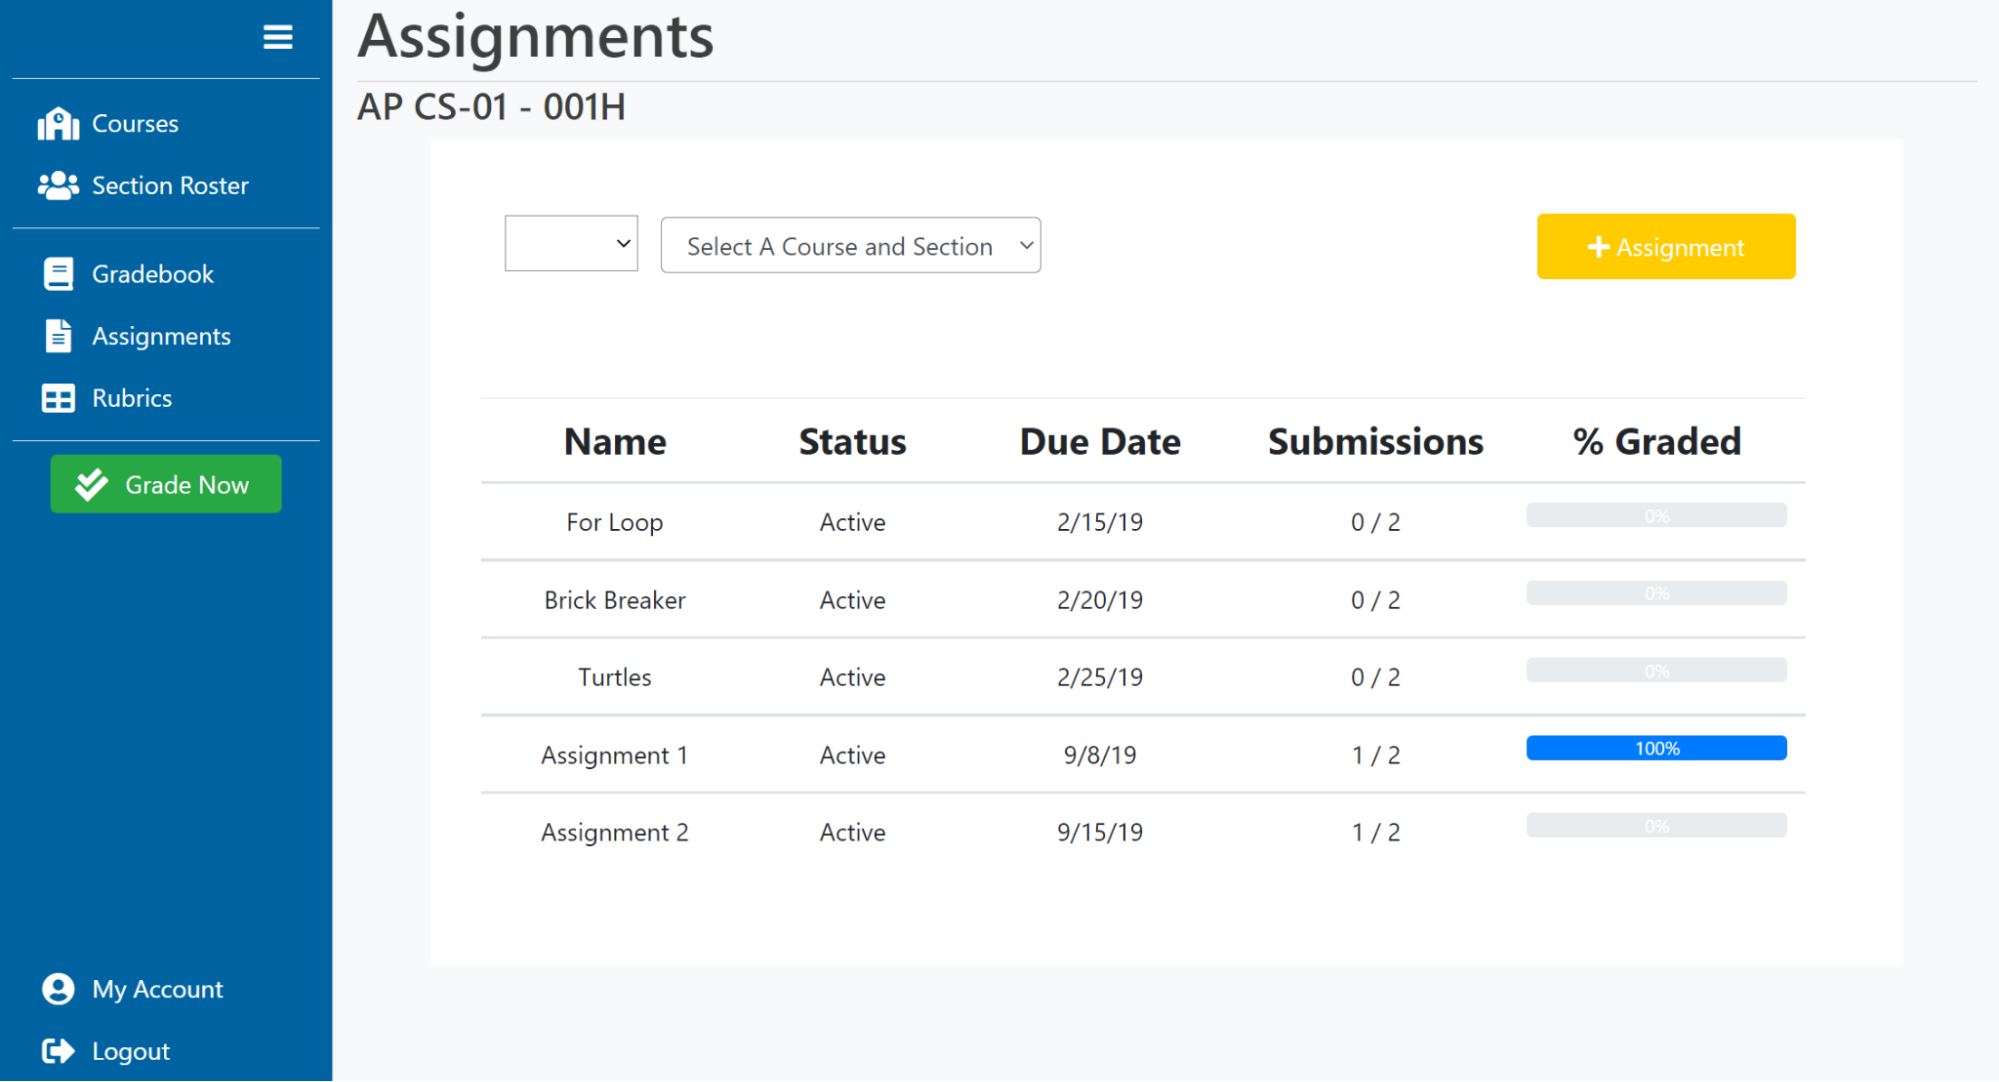 Courses
Section Roster
Gradebook
Assignments
Rubrics
Grade Now
My Account
Logout
Assignments
AP CS-01 - 001H
Select A Course and Section
Assignment
Name Status Due Date Submissions % Graded
For Loop Active 2/15/19 0 / 2 0%
Brick Breaker Active 2/20/19 0 / 2 0%
Turtles Active 2/25/19 0 / 2 0%
Assignment 1 Active 9/8/19 1 / 2 100%
Assignment 2 Active 9/15/19 1 / 2 0%